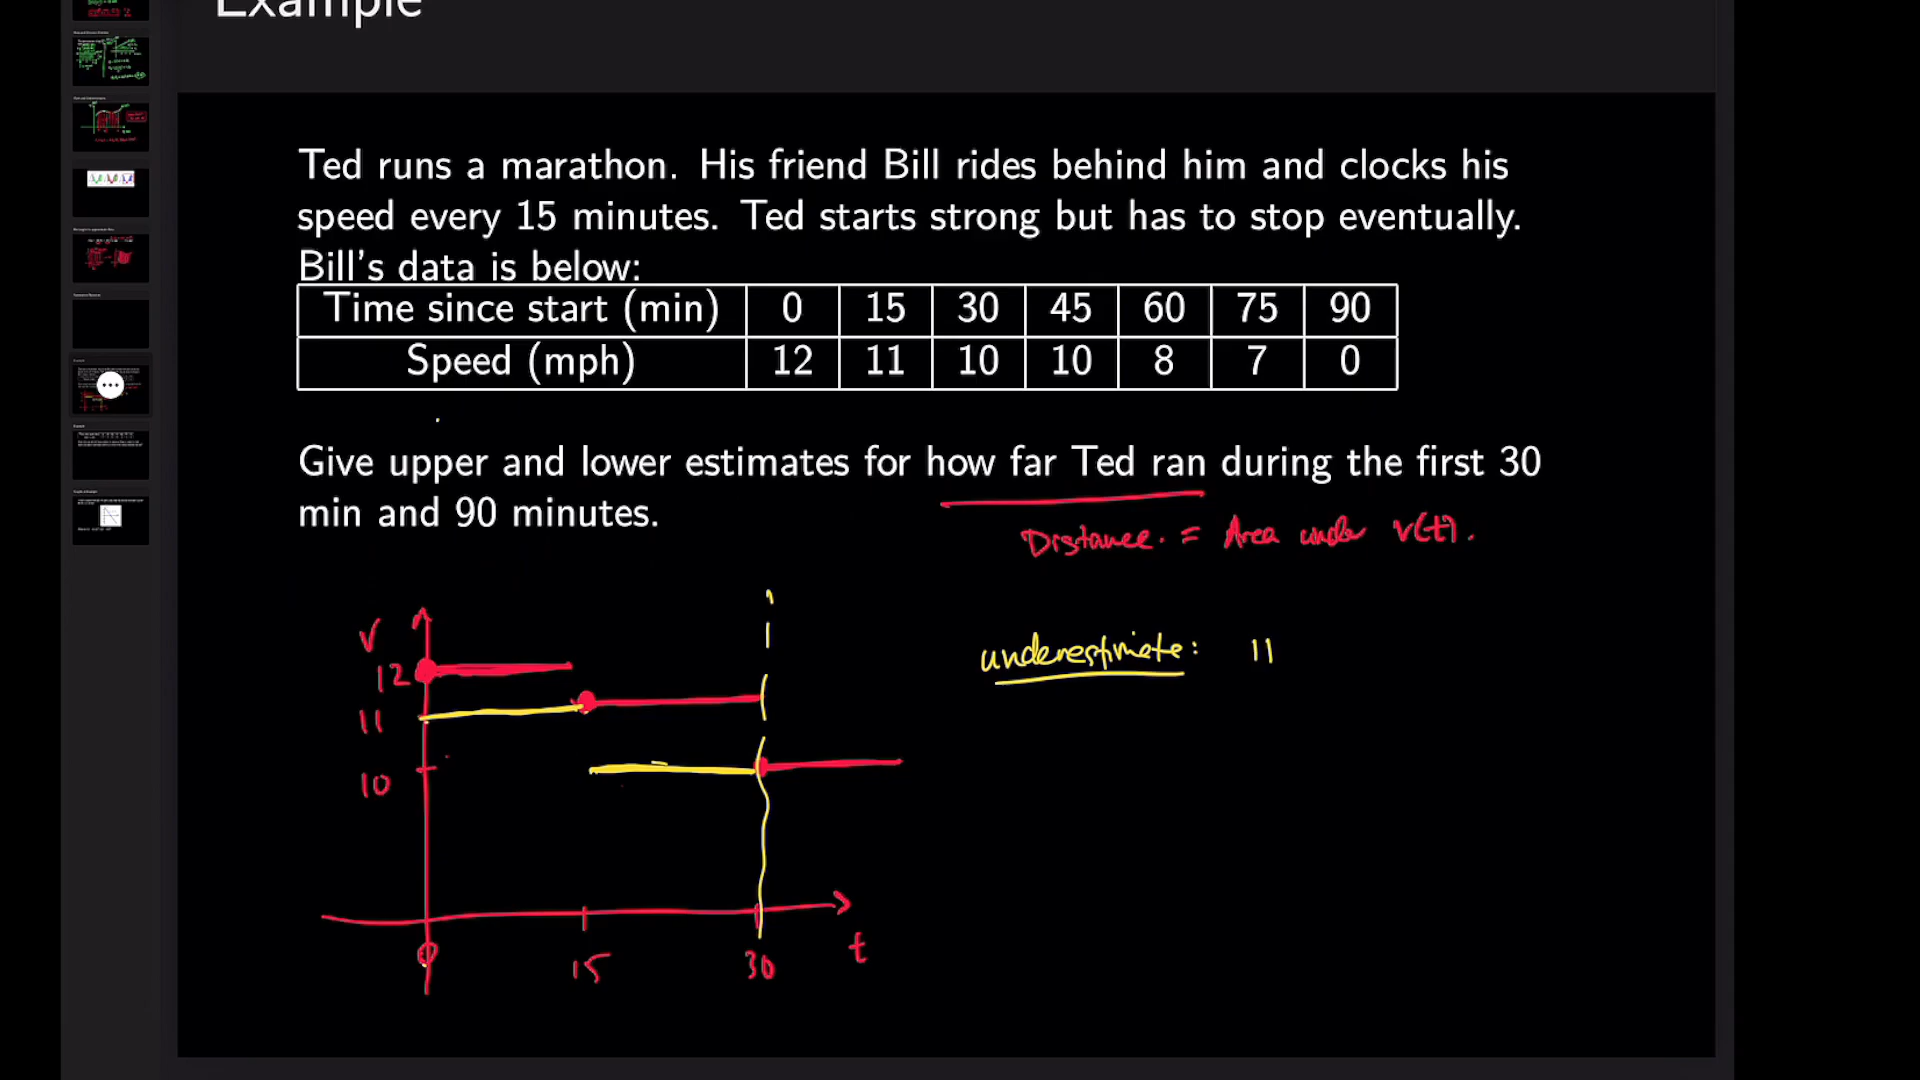 Example
Ted runs a marathon. His friend Bill rides behind him and clocks his
speed every 15 minutes. Ted starts strong but has to stop eventually.
Bill's data is below:
Time since start (min) 0 15 30 45 60 75 90
Speed (mph) 12 11 10 10 8 7 0
Give upper and lower estimates for how far Ted ran during the first 30
min and 90 minutes.
Distance. = Area under v(t).
underestimate: 11
v
12
11
10
0 15 30 t